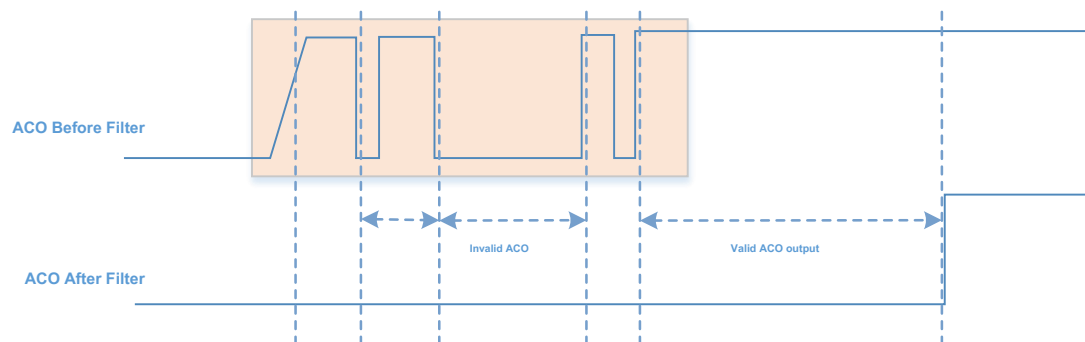 ACO Before Filter
Invalid ACO
Valid ACO output
ACO After Filter